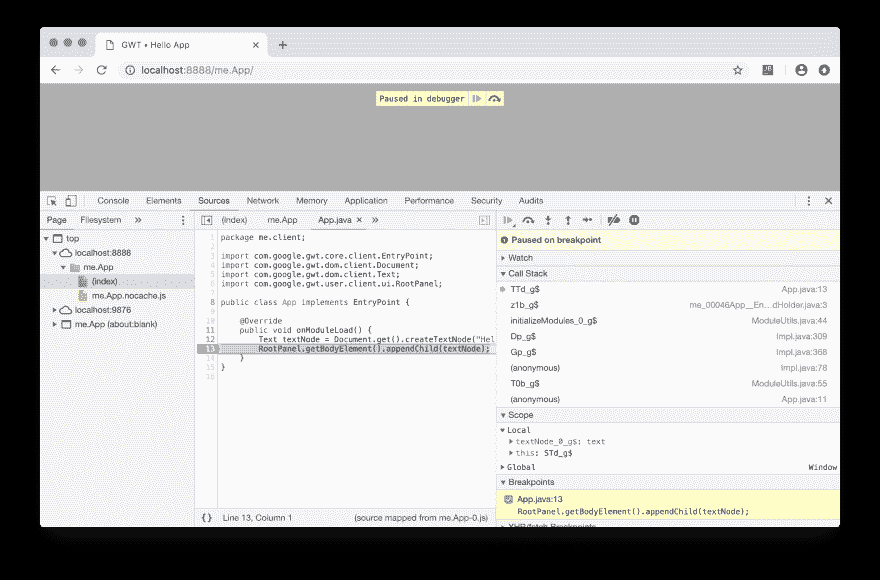 GWT • Hello App
localhost:8888/me.App/
Paused in debugger
Console Elements Sources Network Memory Application Performance Security Audits
Page Filesystem »
(index) me.App App.java × »
top
localhost:8888
me.App
(index)
me.App.nocache.js
localhost:9876
me.App (about:blank)
1 package me.client;
2
3 import com.google.gwt.core.client.EntryPoint;
4 import com.google.gwt.dom.client.Document;
5 import com.google.gwt.dom.client.Text;
6 import com.google.gwt.user.client.ui.RootPanel;
7
8 public class App implements EntryPoint {
9
10 @Override
11 public void onModuleLoad() {
12 Text textNode = Document.get().createTextNode("Hel
13 RootPanel.getBodyElement().appendChild(textNode);
14 }
15 }
16
{} Line 13, Column 1 (source mapped from me.App-0.js)
Paused on breakpoint
Watch
Call Stack
TTd_g$ App.java:13
z1b_g$ me_00046App__En…dHolder.java:3
initializeModules_0_g$ ModuleUtils.java:44
Dp_g$ Impl.java:309
Gp_g$ Impl.java:368
(anonymous) Impl.java:78
T0b_g$ ModuleUtils.java:55
(anonymous) App.java:11
Scope
Local
textNode_0_g$: text
this: STd_g$
Global Window
Breakpoints
App.java:13
RootPanel.getBodyElement().appendChild(textNode);
XHR/fetch Breakpoints